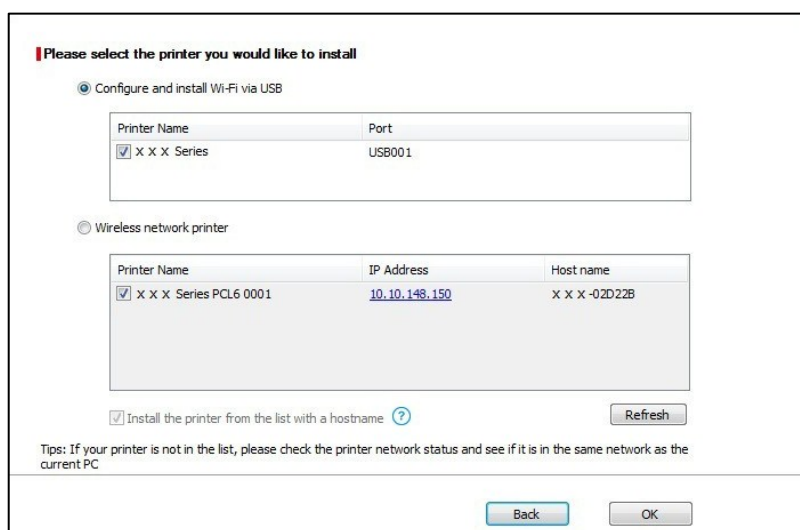 Please select the printer you would like to install
Configure and install Wi-Fi via USB
Printer Name Port
X X X Series USB001
Wireless network printer
Printer Name IP Address Host name
X X X Series PCL6 0001 10.10.148.150 X X X -02D22B
Install the printer from the list with a hostname ?
Refresh
Tips: If your printer is not in the list, please check the printer network status and see if it is in the same network as the
current PC
Back OK